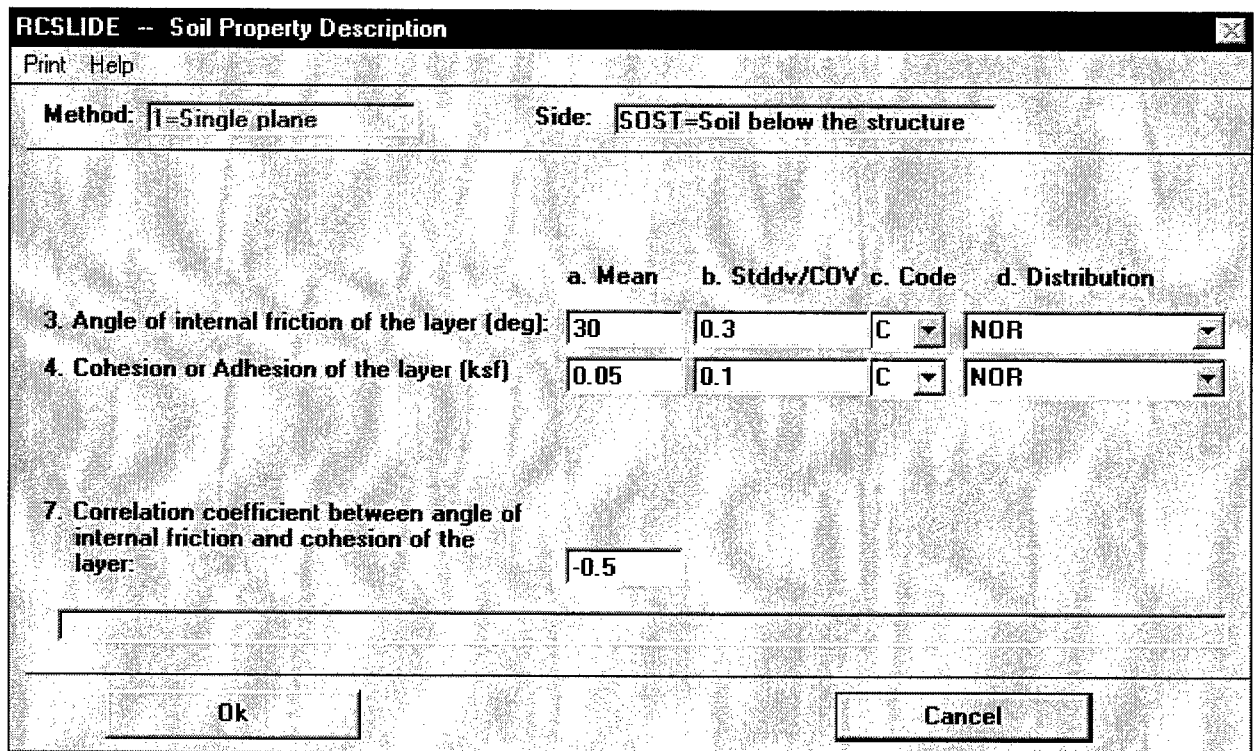 RCSLIDE -- Soil Property Description
Print Help
Method: 1=Single plane Side: SOST=Soil below the structure
a. Mean b. Stddv/COV c. Code d. Distribution
3. Angle of internal friction of the layer (deg): 30 0.3 C NOR
4. Cohesion or Adhesion of the layer (ksf) 0.05 0.1 C NOR
7. Correlation coefficient between angle of
internal friction and cohesion of the
layer: -0.5
Ok Cancel